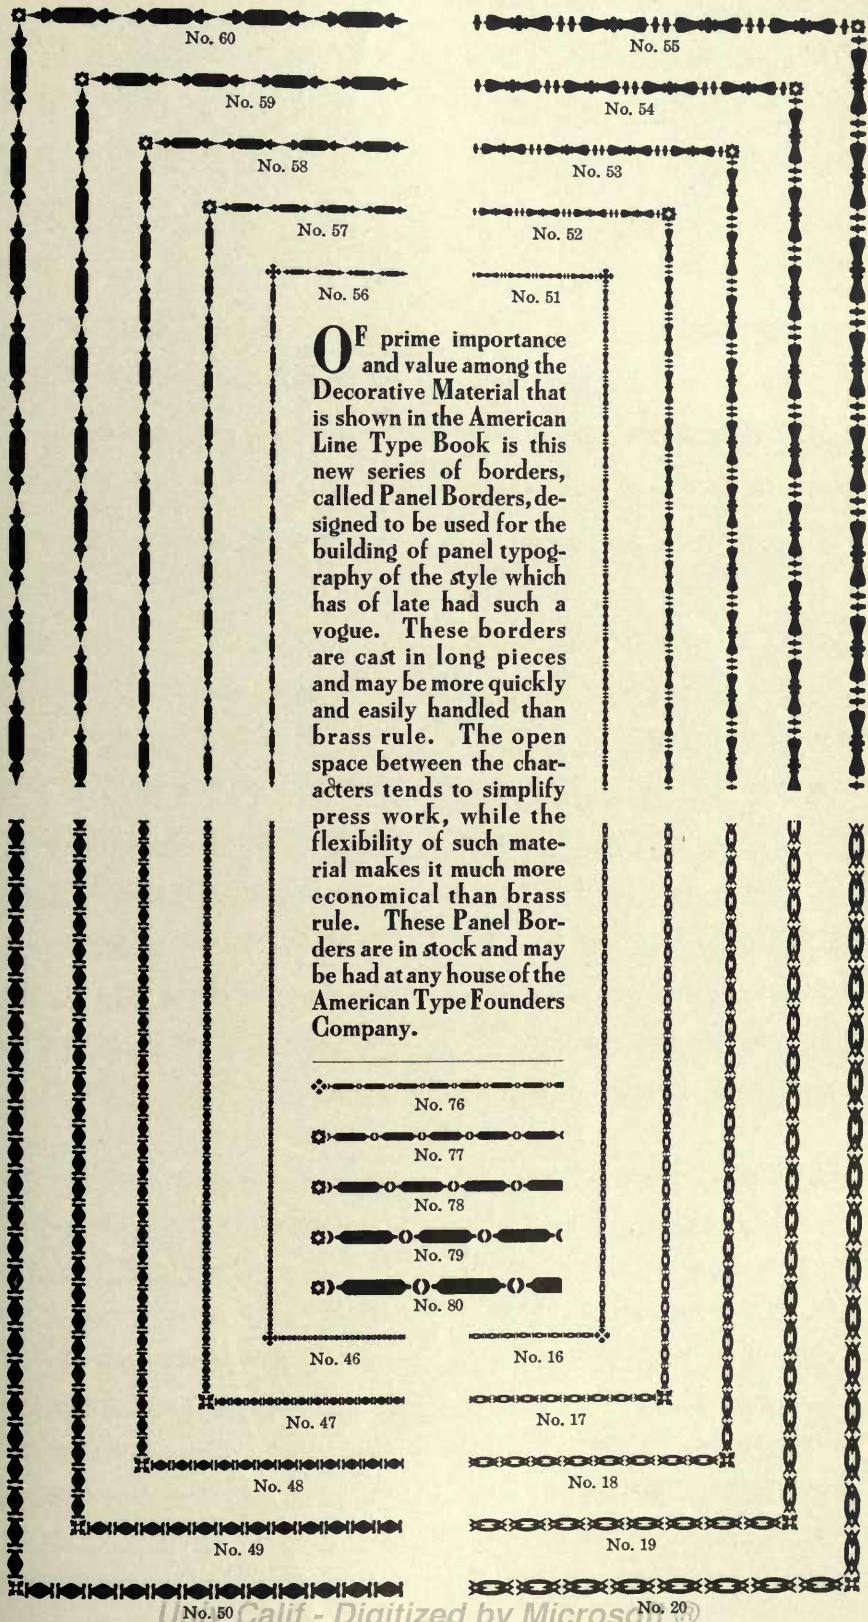 No. 60
No. 55
No. 59
No. 54
No. 58
No. 53
No. 57
No. 52
No. 56
No. 51
OF prime importance
and value among the
Decorative Material that
is shown in the American
Line Type Book is this
new series of borders,
called Panel Borders, de-
signed to be used for the
building of panel typog-
raphy of the style which
has of late had such a
vogue. These borders
are cast in long pieces
and may be more quickly
and easily handled than
brass rule. The open
space between the char-
acters tends to simplify
press work, while the
flexibility of such mate-
rial makes it much more
economical than brass
rule. These Panel Bor-
ders are in stock and may
be had at any house of the
American Type Founders
Company.
No. 76
No. 77
No. 78
No. 79
No. 80
No. 46
No. 16
No. 47
No. 17
No. 48
No. 18
No. 49
No. 19
No. 50
No. 20
Univ Calif - Digitized by Microsoft ®